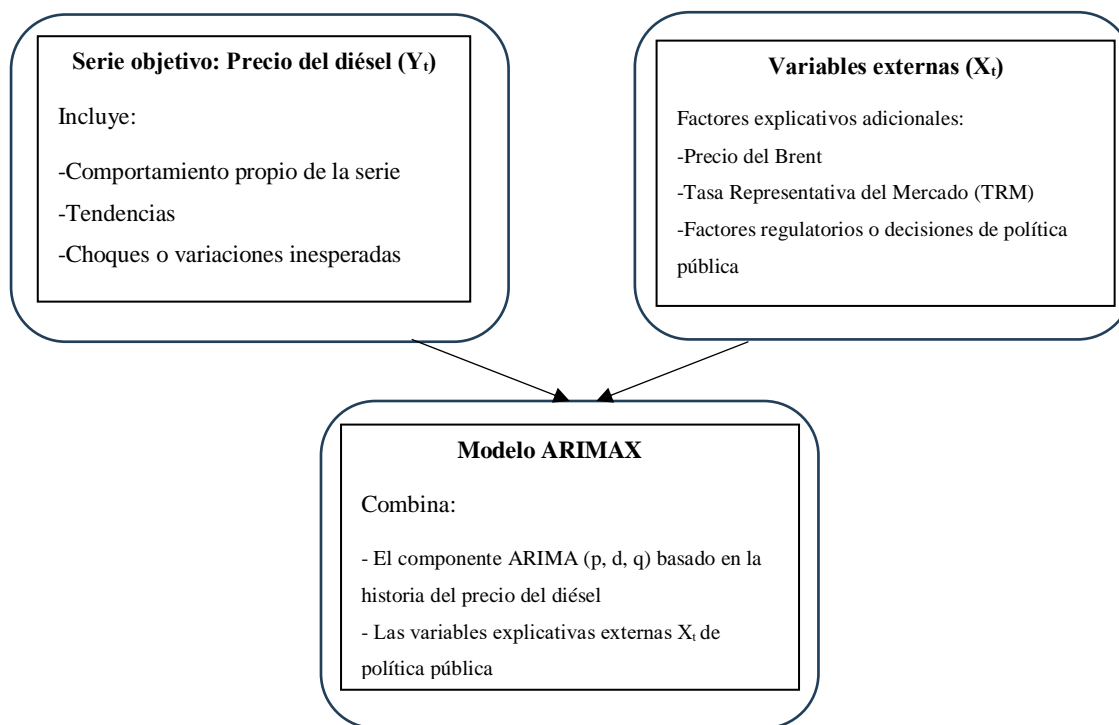 Serie objetivo: Precio del diésel (Yₜ)
Incluye:
-Comportamiento propio de la serie
-Tendencias
-Choques o variaciones inesperadas
Variables externas (Xₜ)
Factores explicativos adicionales:
-Precio del Brent
-Tasa Representativa del Mercado (TRM)
-Factores regulatorios o decisiones de política
pública
Modelo ARIMAX
Combina:
- El componente ARIMA (p, d, q) basado en la
historia del precio del diésel
- Las variables explicativas externas Xₜ de
política pública